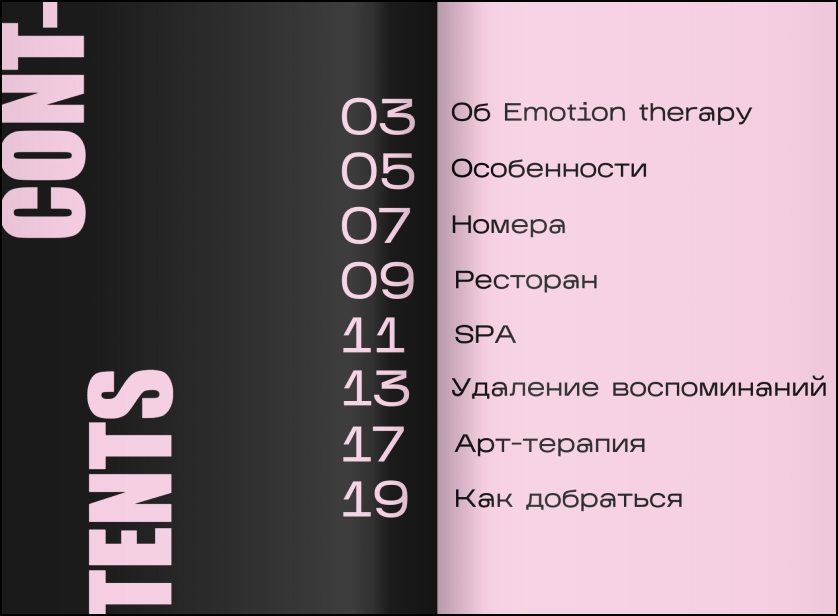 CONT-
TENTS
03 Об Emotion therapy
05 Особенности
07 Номера
09 Ресторан
11 SPA
13 Удаление воспоминаний
17 Арт-терапия
19 Как добраться